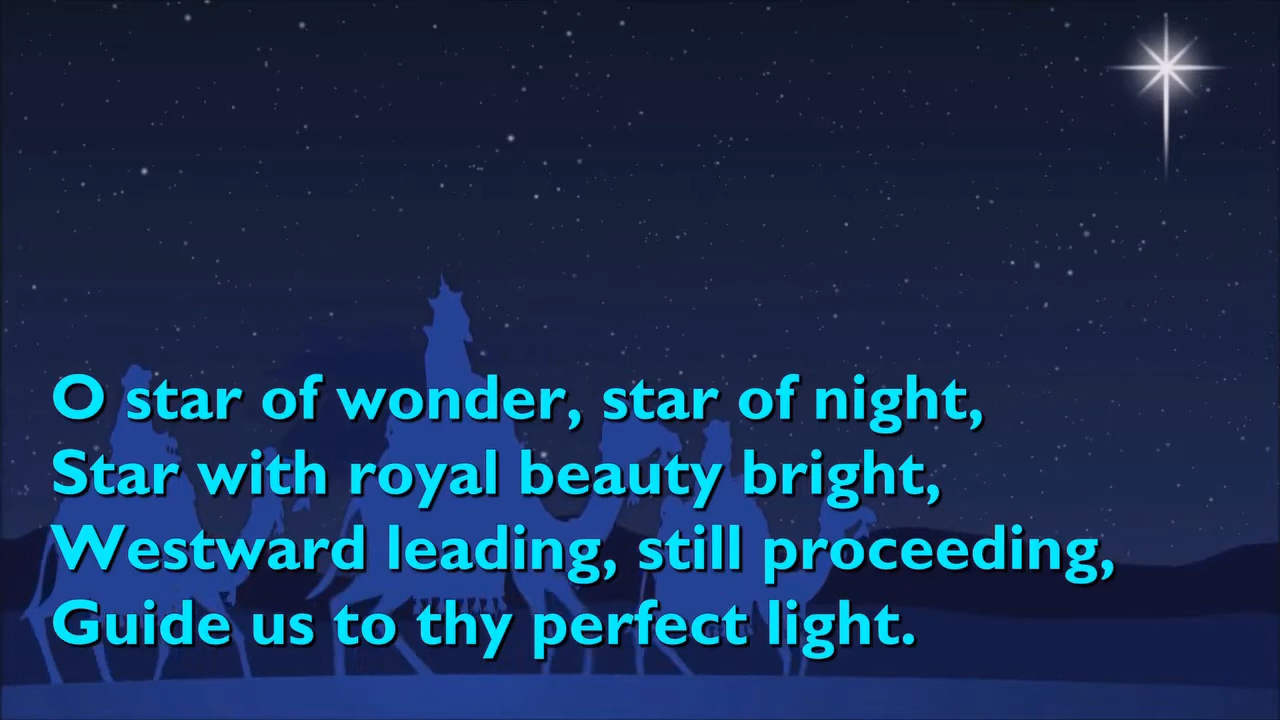 O star of wonder, star of night,
Star with royal beauty bright,
Westward leading, still proceeding,
Guide us to thy perfect light.